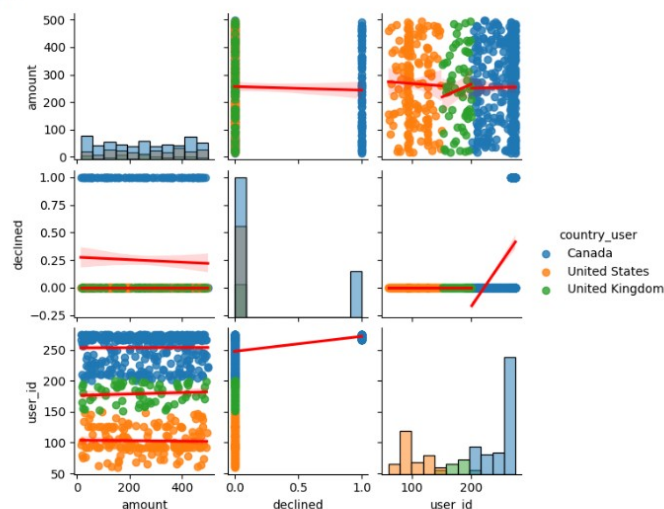 500
400
300
200
100
0
amount
1.00
0.75
0.50
0.25
0.00
−0.25
declined
country_user
Canada
United States
United Kingdom
250
200
150
100
50
user_id
0
200
400
amount
0.0
0.5
1.0
declined
100
200
user_id